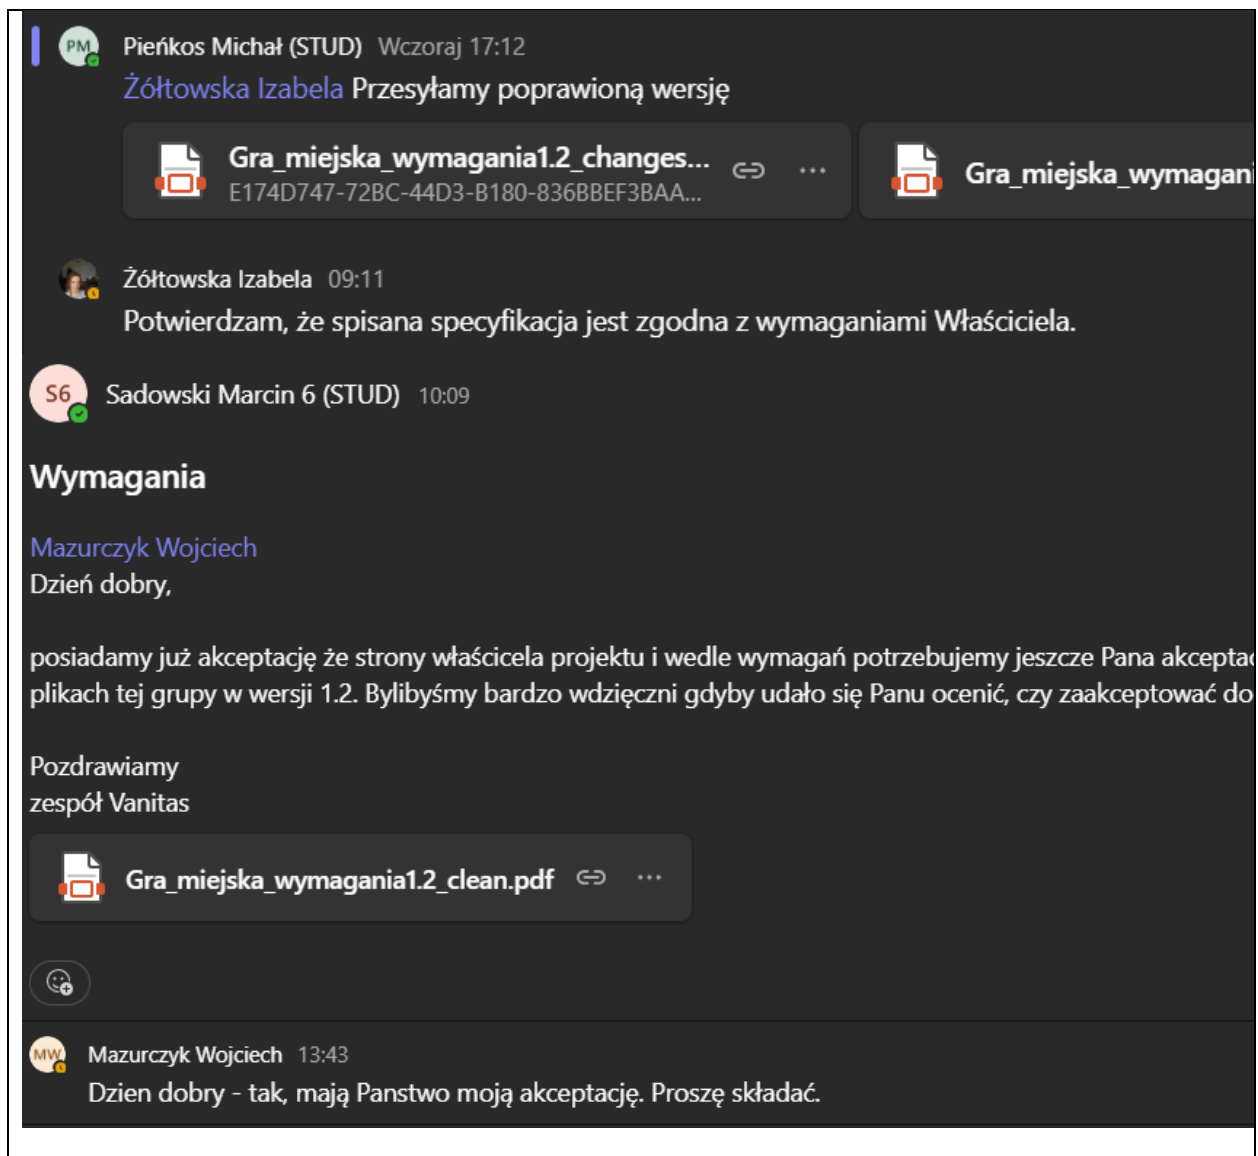 PM Pieńkos Michał (STUD) Wczoraj 17:12
Żółtowska Izabela Przesyłamy poprawioną wersję
Gra_miejska_wymagania1.2_changes...
E174D747-72BC-44D3-B180-836BBEF3BAA...
Gra_miejska_wymagani
Żółtowska Izabela 09:11
Potwierdzam, że spisana specyfikacja jest zgodna z wymaganiami Właściciela.
S6 Sadowski Marcin 6 (STUD) 10:09
Wymagania
Mazurczyk Wojciech
Dzień dobry,
posiadamy już akceptację że strony właścicela projektu i wedle wymagań potrzebujemy jeszcze Pana akcepta
plikach tej grupy w wersji 1.2. Bylibyśmy bardzo wdzięczni gdyby udało się Panu ocenić, czy zaakceptować do
Pozdrawiamy
zespół Vanitas
Gra_miejska_wymagania1.2_clean.pdf
MW Mazurczyk Wojciech 13:43
Dzien dobry - tak, mają Panstwo moją akceptację. Proszę składać.